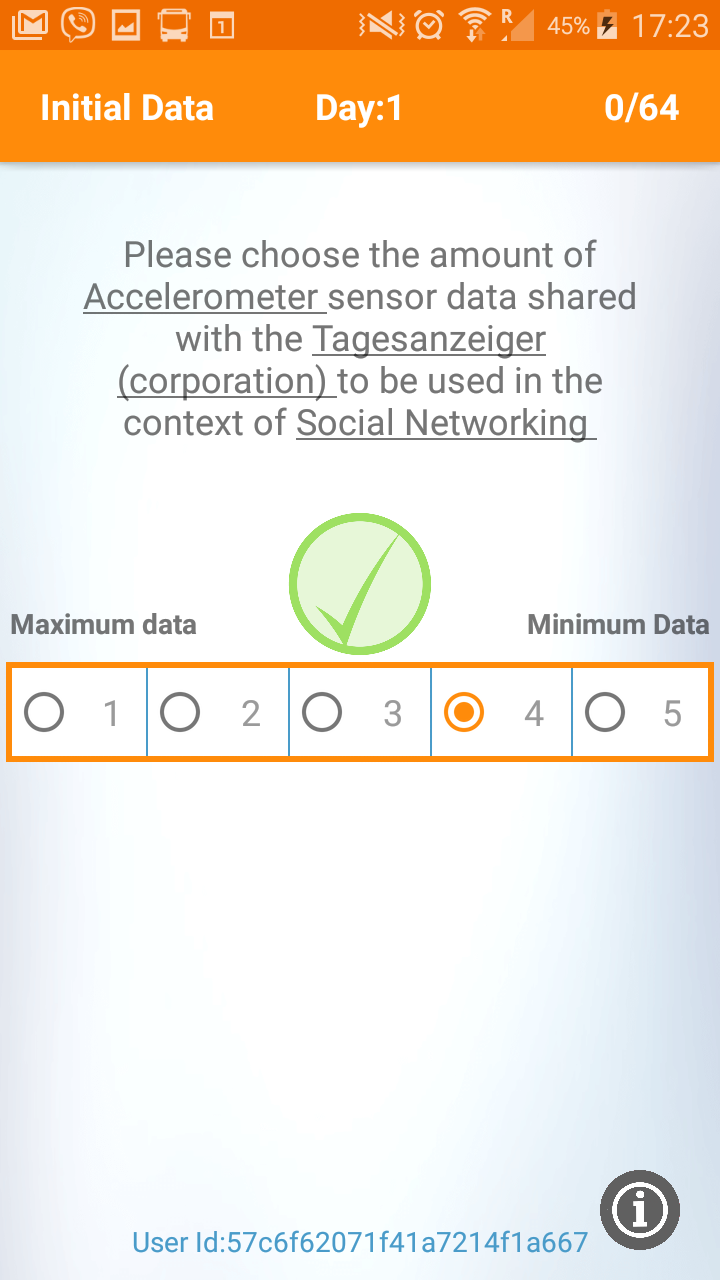 1
R
45%
17:23
Initial Data
Day:1
0/64
Please choose the amount of
Accelerometer sensor data shared
with the Tagesanzeiger
(corporation) to be used in the
context of Social Networking
Maximum data
Minimum Data
1 2 3 4 5
User Id:57c6f62071f41a7214f1a667